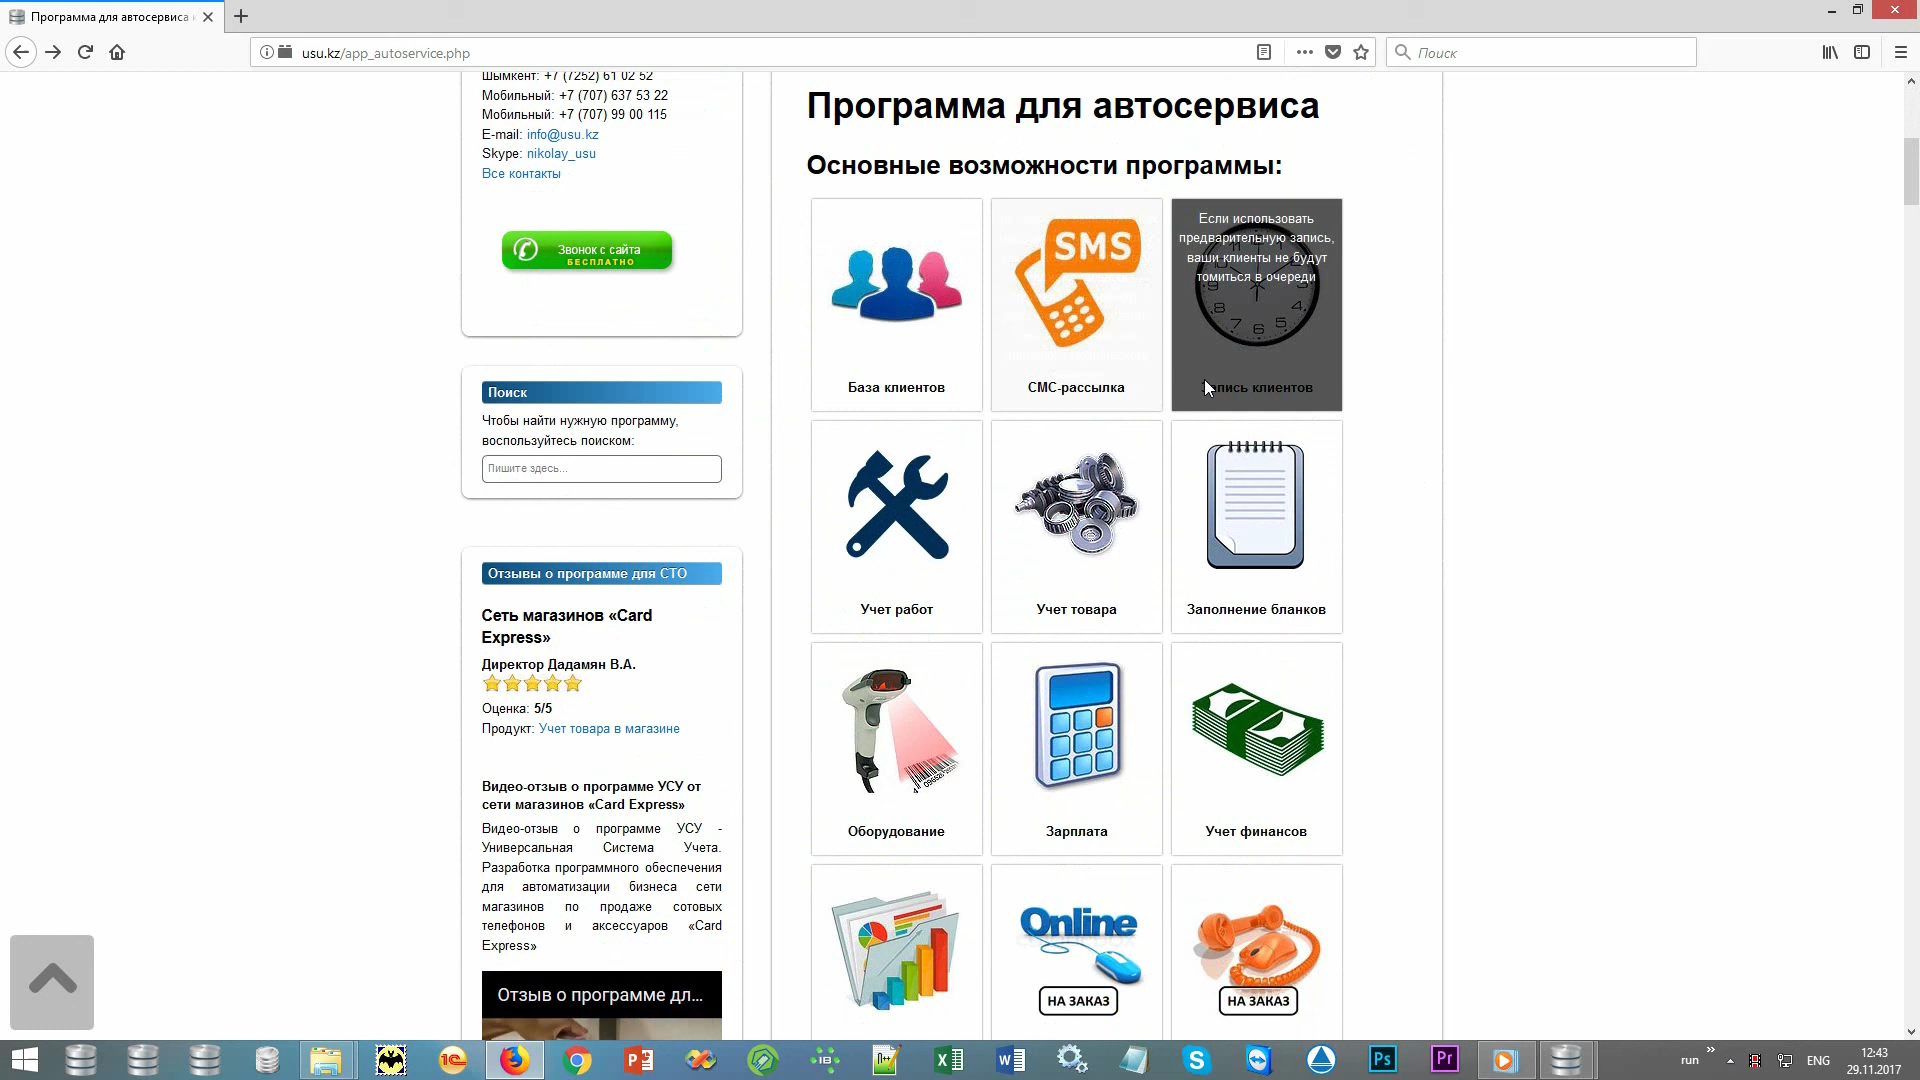 Программа для автосервиса
usu.kz/app_autoservice.php
Поиск
Шымкент: +7 (7252) 61 02 52
Мобильный: +7 (707) 637 53 22
Мобильный: +7 (707) 99 00 115
E-mail: info@usu.kz
Skype: nikolay_usu
Все контакты
Звонок с сайта
БЕСПЛАТНО
Поиск
Чтобы найти нужную программу,
воспользуйтесь поиском:
Пишите здесь...
Отзывы о программе для СТО
Сеть магазинов «Card
Express»
Директор Дадамян В.А.
Оценка: 5/5
Продукт: Учет товара в магазине
Видео-отзыв о программе УСУ от
сети магазинов «Card Express»
Видео-отзыв о программе УСУ -
Универсальная Система Учета.
Разработка программного обеспечения
для автоматизации бизнеса сети
магазинов по продаже сотовых
телефонов и аксессуаров «Card
Express»
Отзыв о программе дл...
Программа для автосервиса
Основные возможности программы:
База клиентов
SMS
СМС-рассылка
Если использовать
предварительную запись,
ваши клиенты не будут
томиться в очереди
клиентов
Учет работ
Учет товара
Заполнение бланков
Оборудование
Зарплата
Учет финансов
Online
НА ЗАКАЗ
НА ЗАКАЗ
run
ENG
12:43
29.11.2017